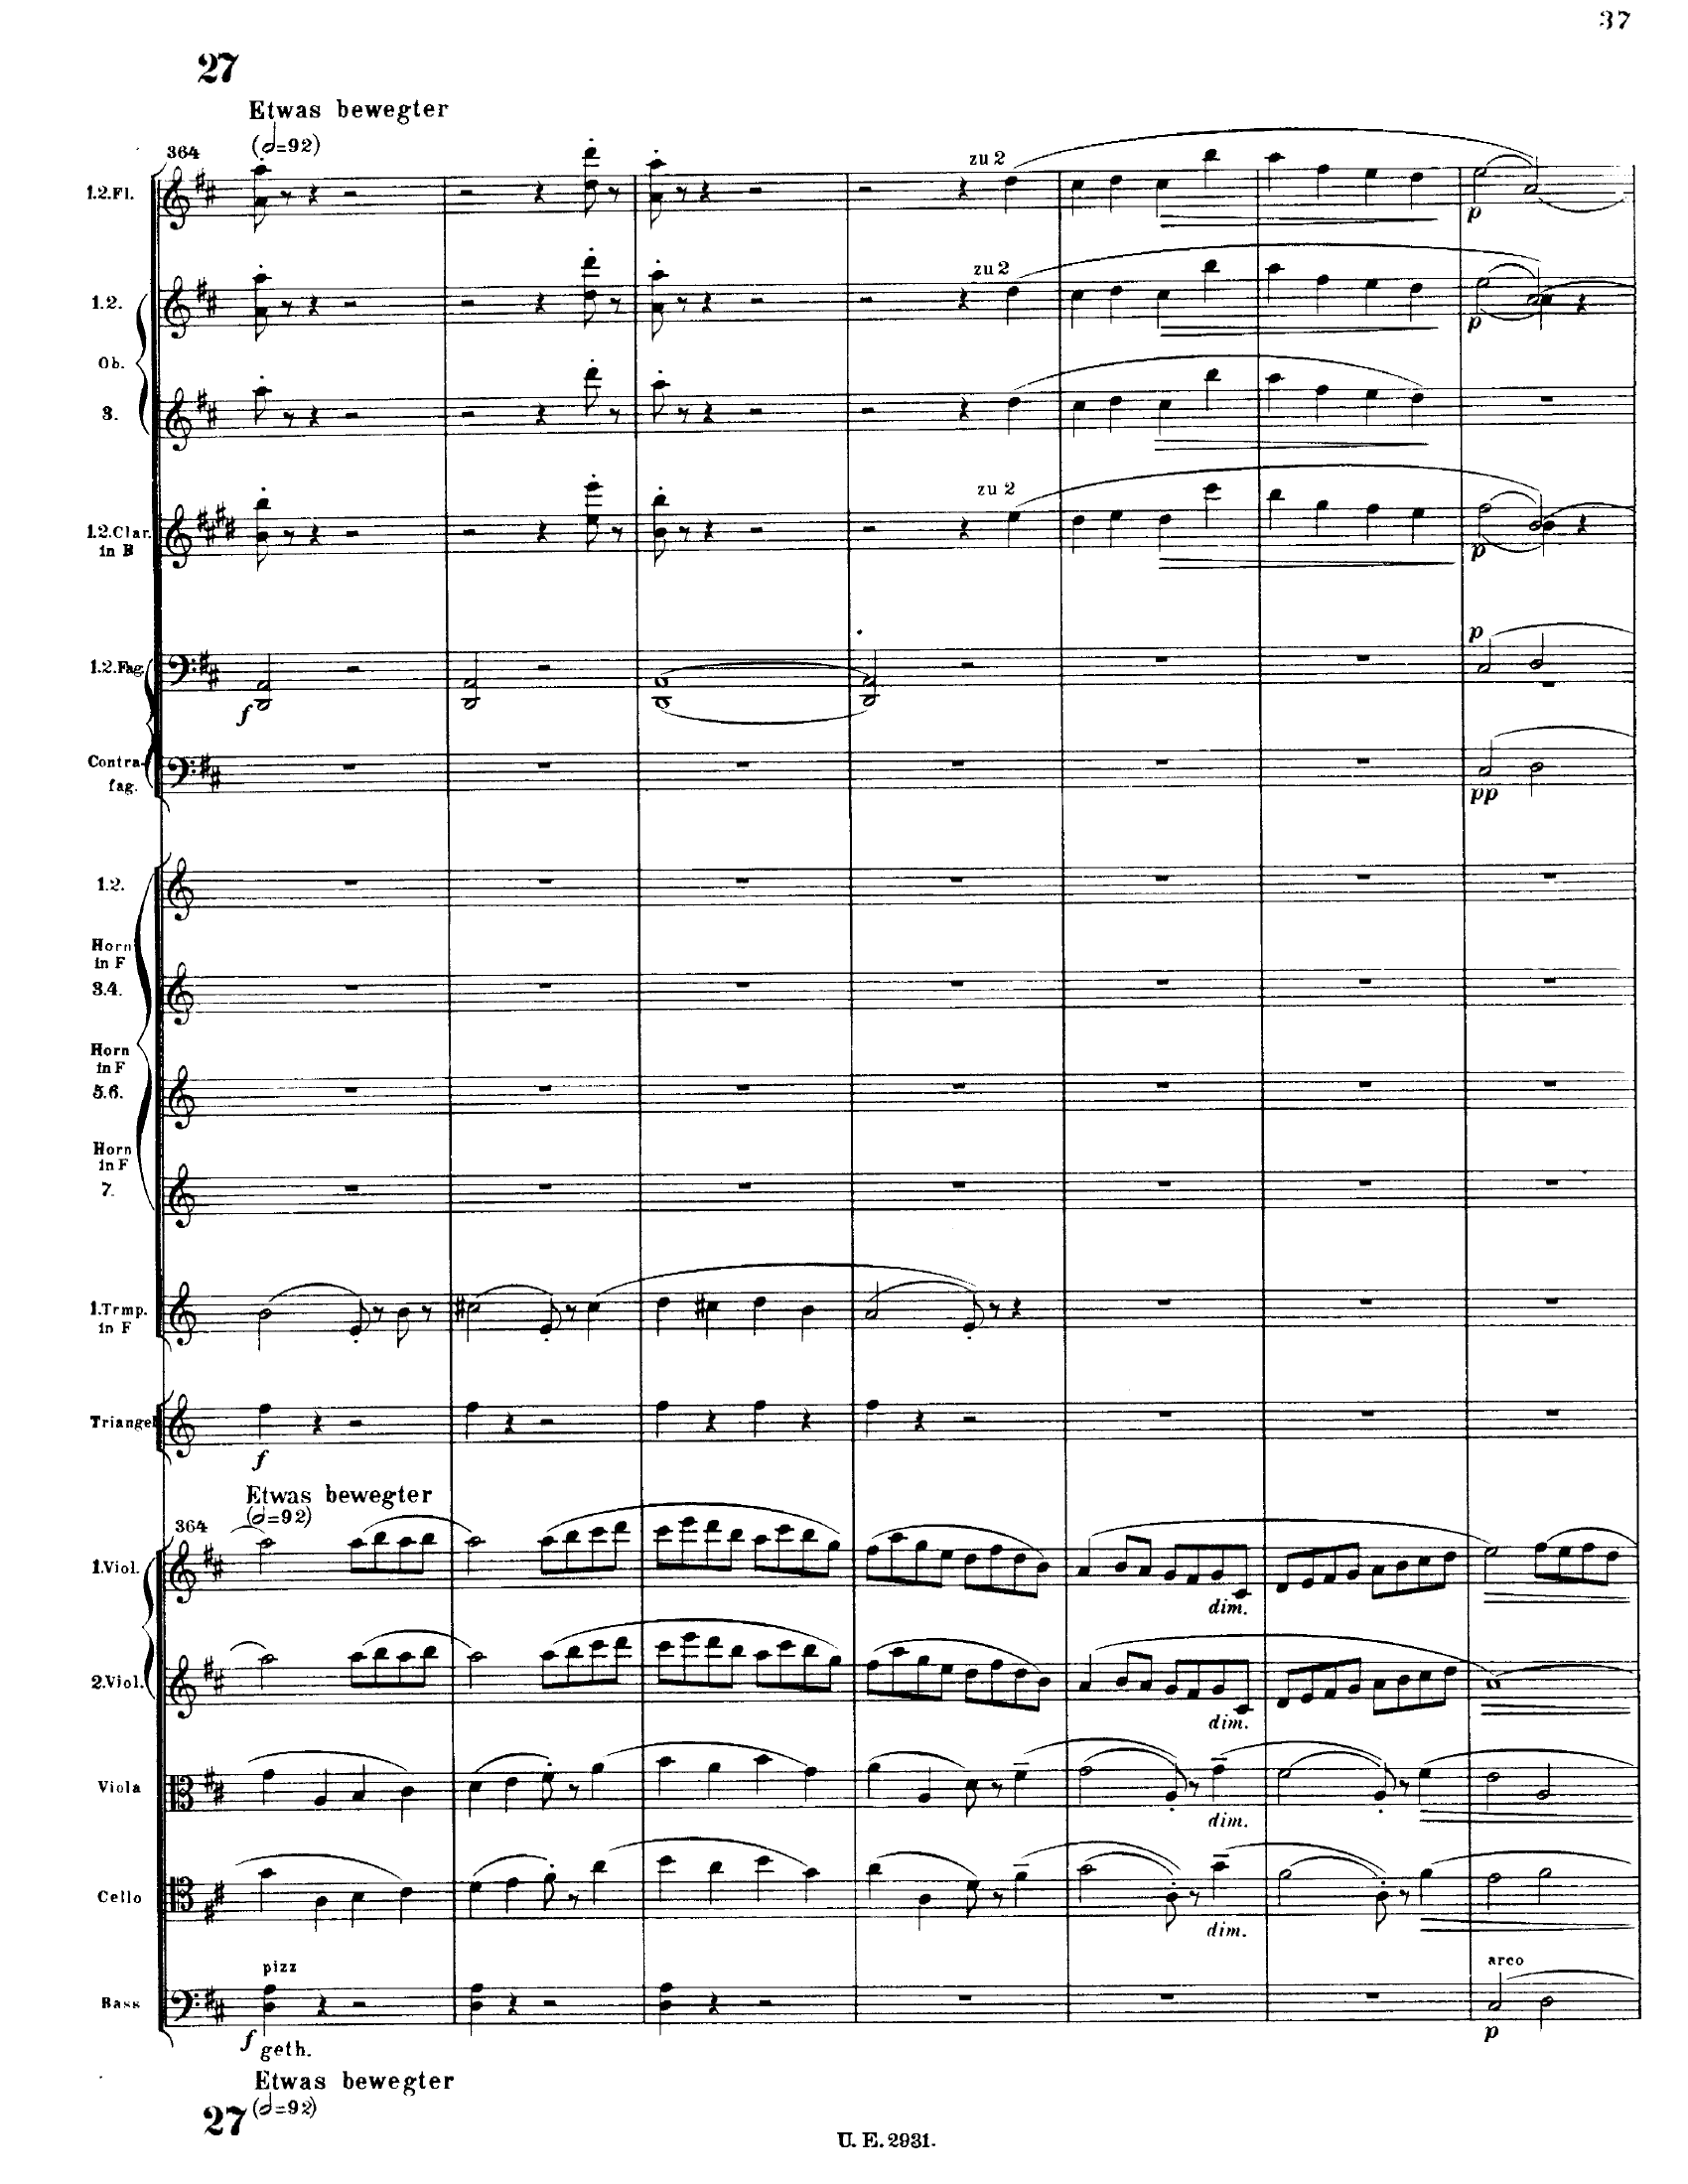 37
27
Etwas bewegter
(𝅗𝅥=92)
364
1.2.Fl.
zu 2
p
1.2.
zu 2
p
Ob.
3.
1.2.Clar.
in B
zu 2
p
1.2.Fag.
f
p
Contra-
fag.
pp
1.2.
Horn
in F
3.4.
Horn
in F
5.6.
Horn
in F
7.
1.Trmp.
in F
Triangel
f
Etwas bewegter
(𝅗𝅥=92)
364
1.Viol.
dim.
2.Viol.
dim.
Viola
dim.
Cello
dim.
pizz
arco
Bass
f
geth.
p
Etwas bewegter
27
(𝅗𝅥=92)
U. E. 2931.